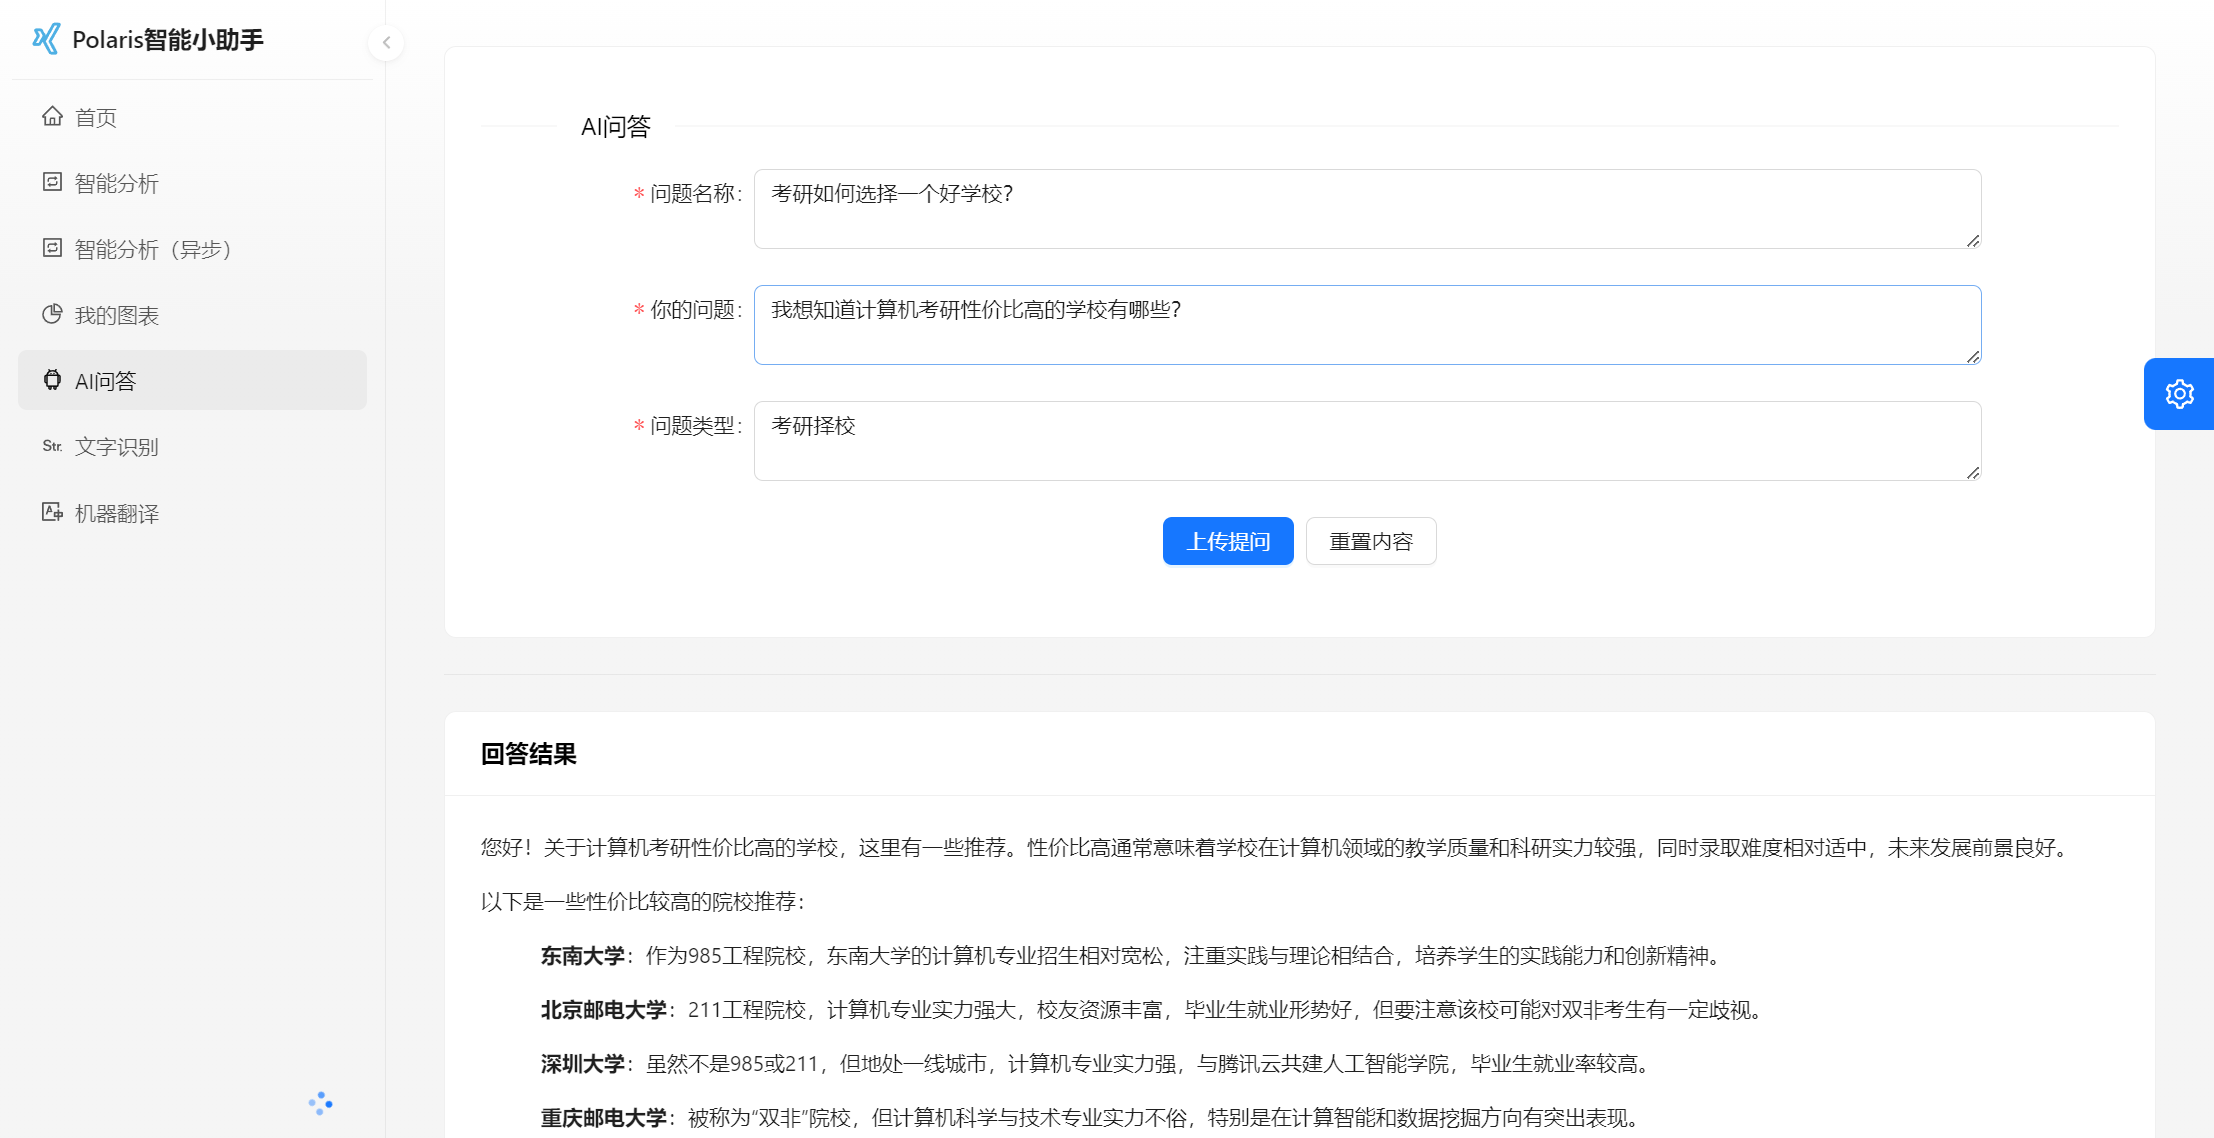 Polaris智能小助手
首页
智能分析
智能分析（异步）
我的图表
AI问答
Str. 文字识别
机器翻译
AI问答
* 问题名称: 考研如何选择一个好学校?
* 你的问题: 我想知道计算机考研性价比高的学校有哪些?
* 问题类型: 考研择校
上传提问 重置内容
回答结果
您好！关于计算机考研性价比高的学校，这里有一些推荐。性价比高通常意味着学校在计算机领域的教学质量和科研实力较强，同时录取难度相对适中，未来发展前景良好。
以下是一些性价比较高的院校推荐：
东南大学：作为985工程院校，东南大学的计算机专业招生相对宽松，注重实践与理论相结合，培养学生的实践能力和创新精神。
北京邮电大学：211工程院校，计算机专业实力强大，校友资源丰富，毕业生就业形势好，但要注意该校可能对双非考生有一定歧视。
深圳大学：虽然不是985或211，但地处一线城市，计算机专业实力强，与腾讯云共建人工智能学院，毕业生就业率较高。
重庆邮电大学：被称为“双非”院校，但计算机科学与技术专业实力不俗，特别是在计算智能和数据挖掘方向有突出表现。